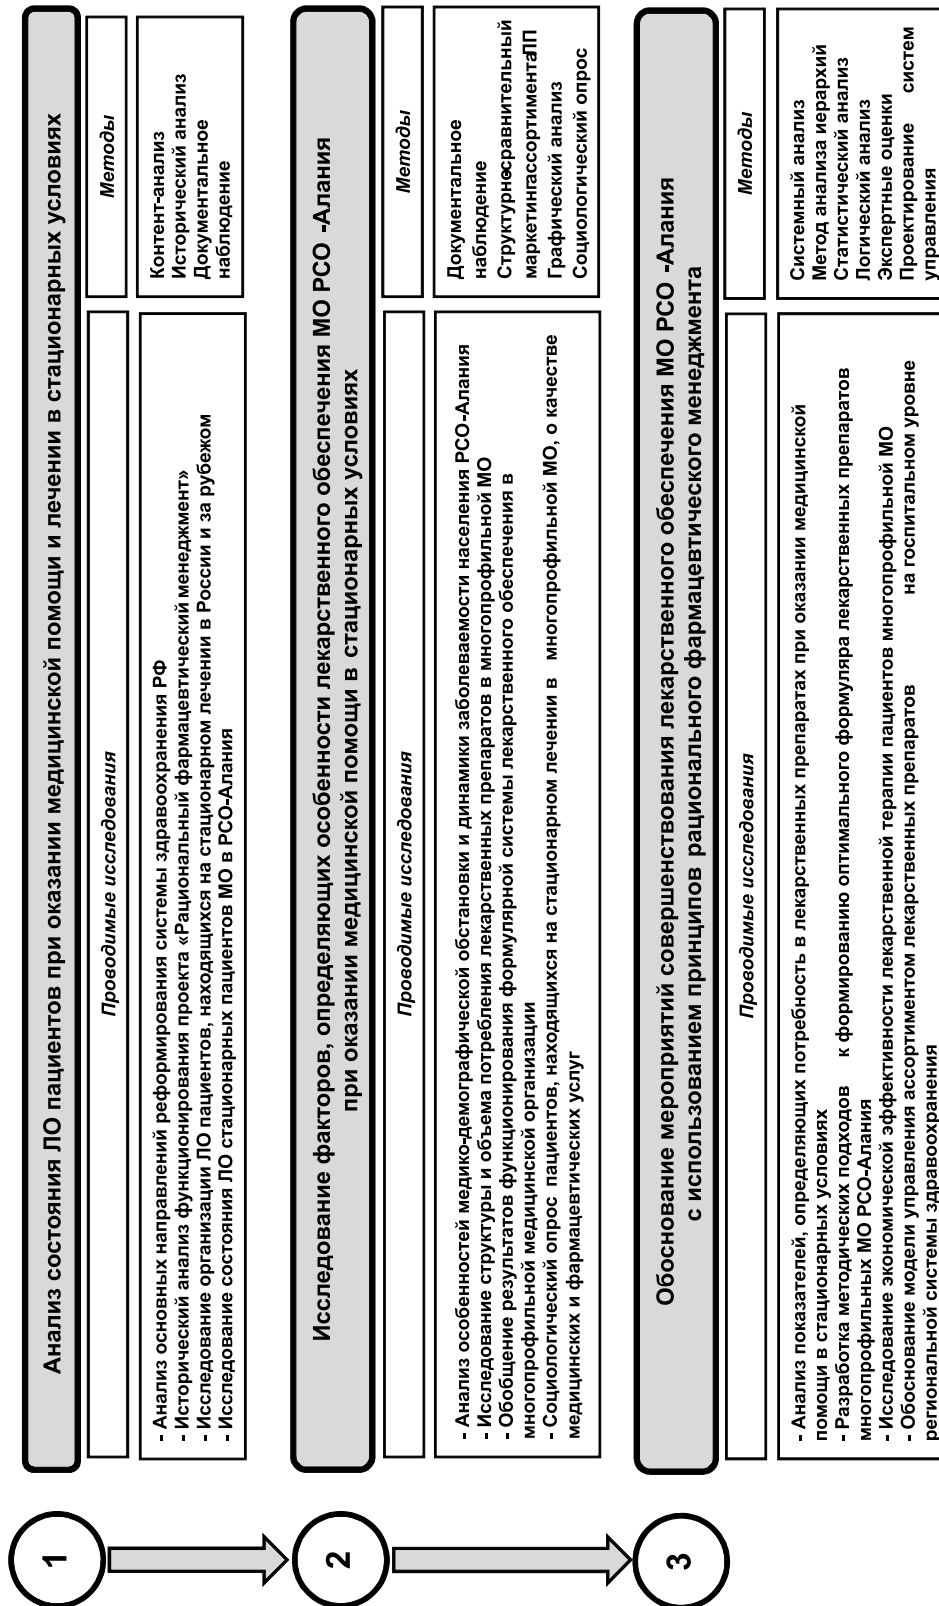 1
Анализ состояния ЛО пациентов при оказании медицинской помощи и лечении в стационарных условиях
Проводимые исследования
Методы
- Анализ основных направлений реформирования системы здравоохранения РФ
- Исторический анализ функционирования проекта «Рациональный фармацевтический менеджмент»
- Исследование организации ЛО пациентов, находящихся на стационарном лечении в России и за рубежом
- Исследование состояния ЛО стационарных пациентов МО в РСО-Алания
Контент-анализ
Исторический анализ
Документальное
наблюдение
2
Исследование факторов, определяющих особенности лекарственного обеспечения МО РСО -Алания
при оказании медицинской помощи в стационарных условиях
Проводимые исследования
Методы
- Анализ особенностей медико-демографической обстановки и динамики заболеваемости населения РСО-Алания
- Исследование структуры и объема потребления лекарственных препаратов в многопрофильной МО
- Обобщение результатов функционирования формулярной системы лекарственного обеспечения в
многопрофильной медицинской организации
- Социологический опрос пациентов, находящихся на стационарном лечении в многопрофильной МО, о качестве
медицинских и фармацевтических услуг
Документальное
наблюдение
Структурно-сравнительный
маркетингассортиментаЛП
Графический анализ
Социологический опрос
3
Обоснование мероприятий совершенствования лекарственного обеспечения МО РСО -Алания
с использованием принципов рационального фармацевтического менеджмента
Проводимые исследования
Методы
- Анализ показателей, определяющих потребность в лекарственных препаратах при оказании медицинской
помощи в стационарных условиях
- Разработка методических подходов к формированию оптимального формуляра лекарственных препаратов
многопрофильных МО РСО-Алания
- Исследование экономической эффективности лекарственной терапии пациентов многопрофильной МО
- Обоснование модели управления ассортиментом лекарственных препаратов на госпитальном уровне
региональной системы здравоохранения
Системный анализ
Метод анализа иерархий
Статистический анализ
Логический анализ
Экспертные оценки
Проектирование систем
управления